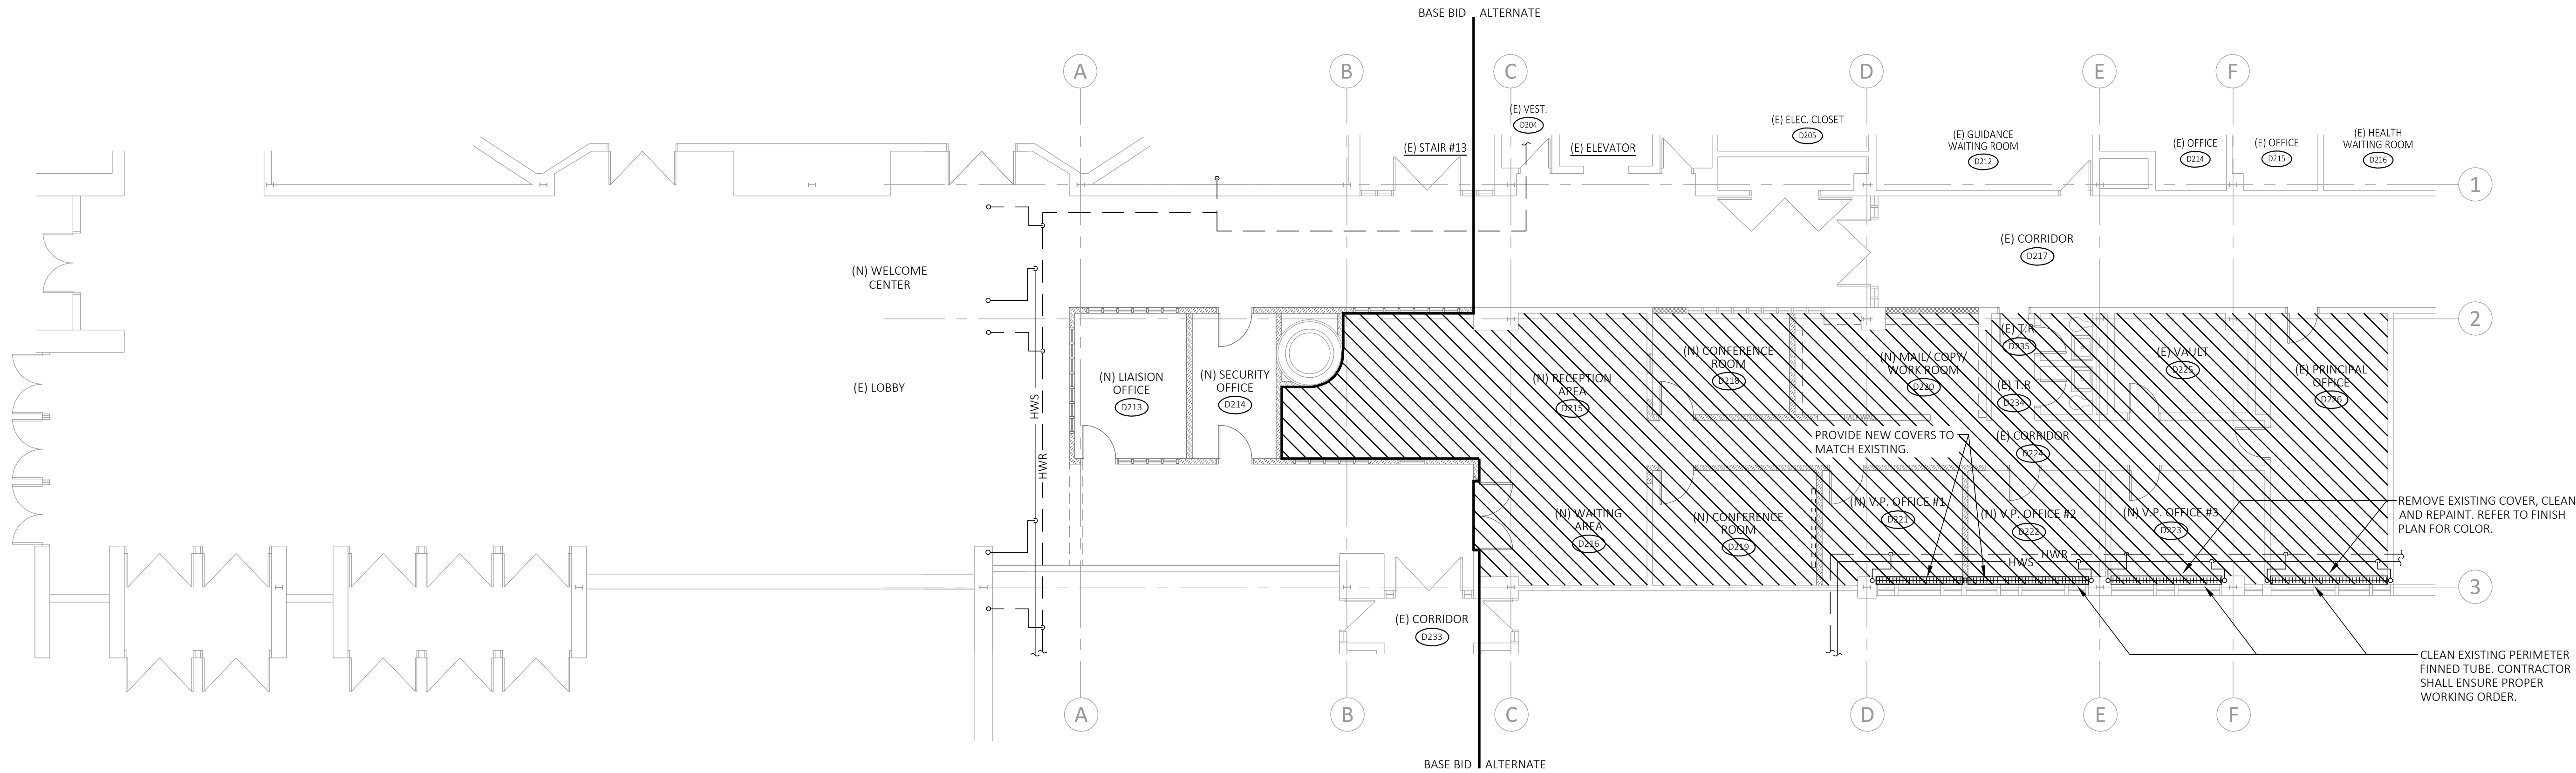 BASE BID ALTERNATE
A
B
C
D
E
F
(E) VEST.
D204
(E) STAIR #13
(E) ELEVATOR
(E) ELEC. CLOSET
D205
(E) GUIDANCE
WAITING ROOM
D212
(E) OFFICE
D214
(E) OFFICE
D215
(E) HEALTH
WAITING ROOM
D216
1
(E) CORRIDOR
D217
(N) WELCOME
CENTER
2
(E) LOBBY
HWS
HWR
(N) LIAISION
OFFICE
D213
(N) SECURITY
OFFICE
D214
(N) RECEPTION
AREA
D215
(N) CONFERENCE
ROOM
D218
(N) MAIL/ COPY/
WORK ROOM
D220
(E) T.R
D235
(E) T.R
D234
(E) VAULT
D225
(E) PRINCIPAL
OFFICE
D226
HALF WALL
PROVIDE NEW COVERS TO
MATCH EXISTING.
(E) CORRIDOR
D224
(N) WAITING
AREA
D216
(N) CONFERENCE
ROOM
D219
(N) V.P. OFFICE #1
D221
(N) V.P. OFFICE #2
D222
(N) V.P. OFFICE #3
D223
REMOVE EXISTING COVER, CLEAN
AND REPAINT. REFER TO FINISH
PLAN FOR COLOR.
HWR
HWS
3
(E) CORRIDOR
D233
CLEAN EXISTING PERIMETER
FINNED TUBE. CONTRACTOR
SHALL ENSURE PROPER
WORKING ORDER.
A
B
C
D
E
F
BASE BID ALTERNATE